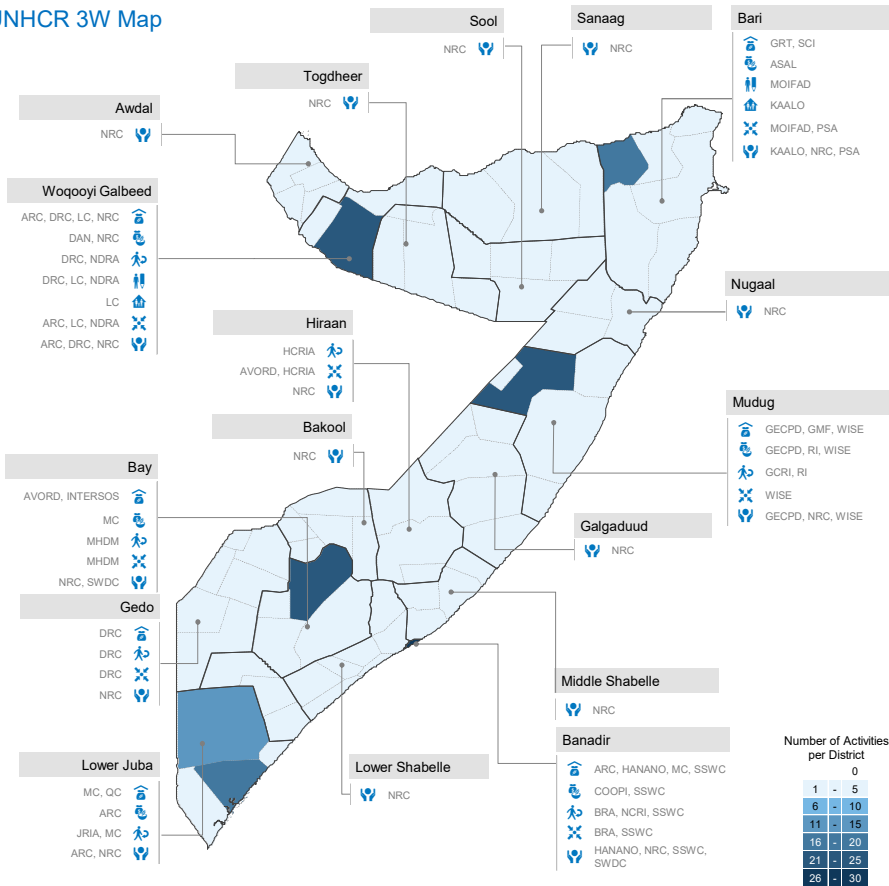 UNHCR 3W Map
Sool
NRC
Sanaag
NRC
Bari
GRT, SCI
ASAL
MOIFAD
KAALO
MOIFAD, PSA
KAALO, NRC, PSA
Togdheer
NRC
Awdal
NRC
Woqooyi Galbeed
ARC, DRC, LC, NRC
DAN, NRC
DRC, NDRA
DRC, LC, NDRA
LC
ARC, LC, NDRA
ARC, DRC, NRC
Nugaal
NRC
Hiraan
HCRIA
AVORD, HCRIA
NRC
Mudug
GECPD, GMF, WISE
GECPD, RI, WISE
GCRI, RI
WISE
GECPD, NRC, WISE
Bakool
NRC
Bay
AVORD, INTERSOS
MC
MHDM
MHDM
NRC, SWDC
Galgaduud
NRC
Gedo
DRC
DRC
DRC
NRC
Middle Shabelle
NRC
Banadir
ARC, HANANO, MC, SSWC
COOPI, SSWC
BRA, NCRI, SSWC
BRA, SSWC
HANANO, NRC, SSWC,
SWDC
Lower Juba
MC, QC
ARC
JRIA, MC
ARC, NRC
Lower Shabelle
NRC
Number of Activities
per District
0
1 - 5
6 - 10
11 - 15
16 - 20
21 - 25
26 - 30